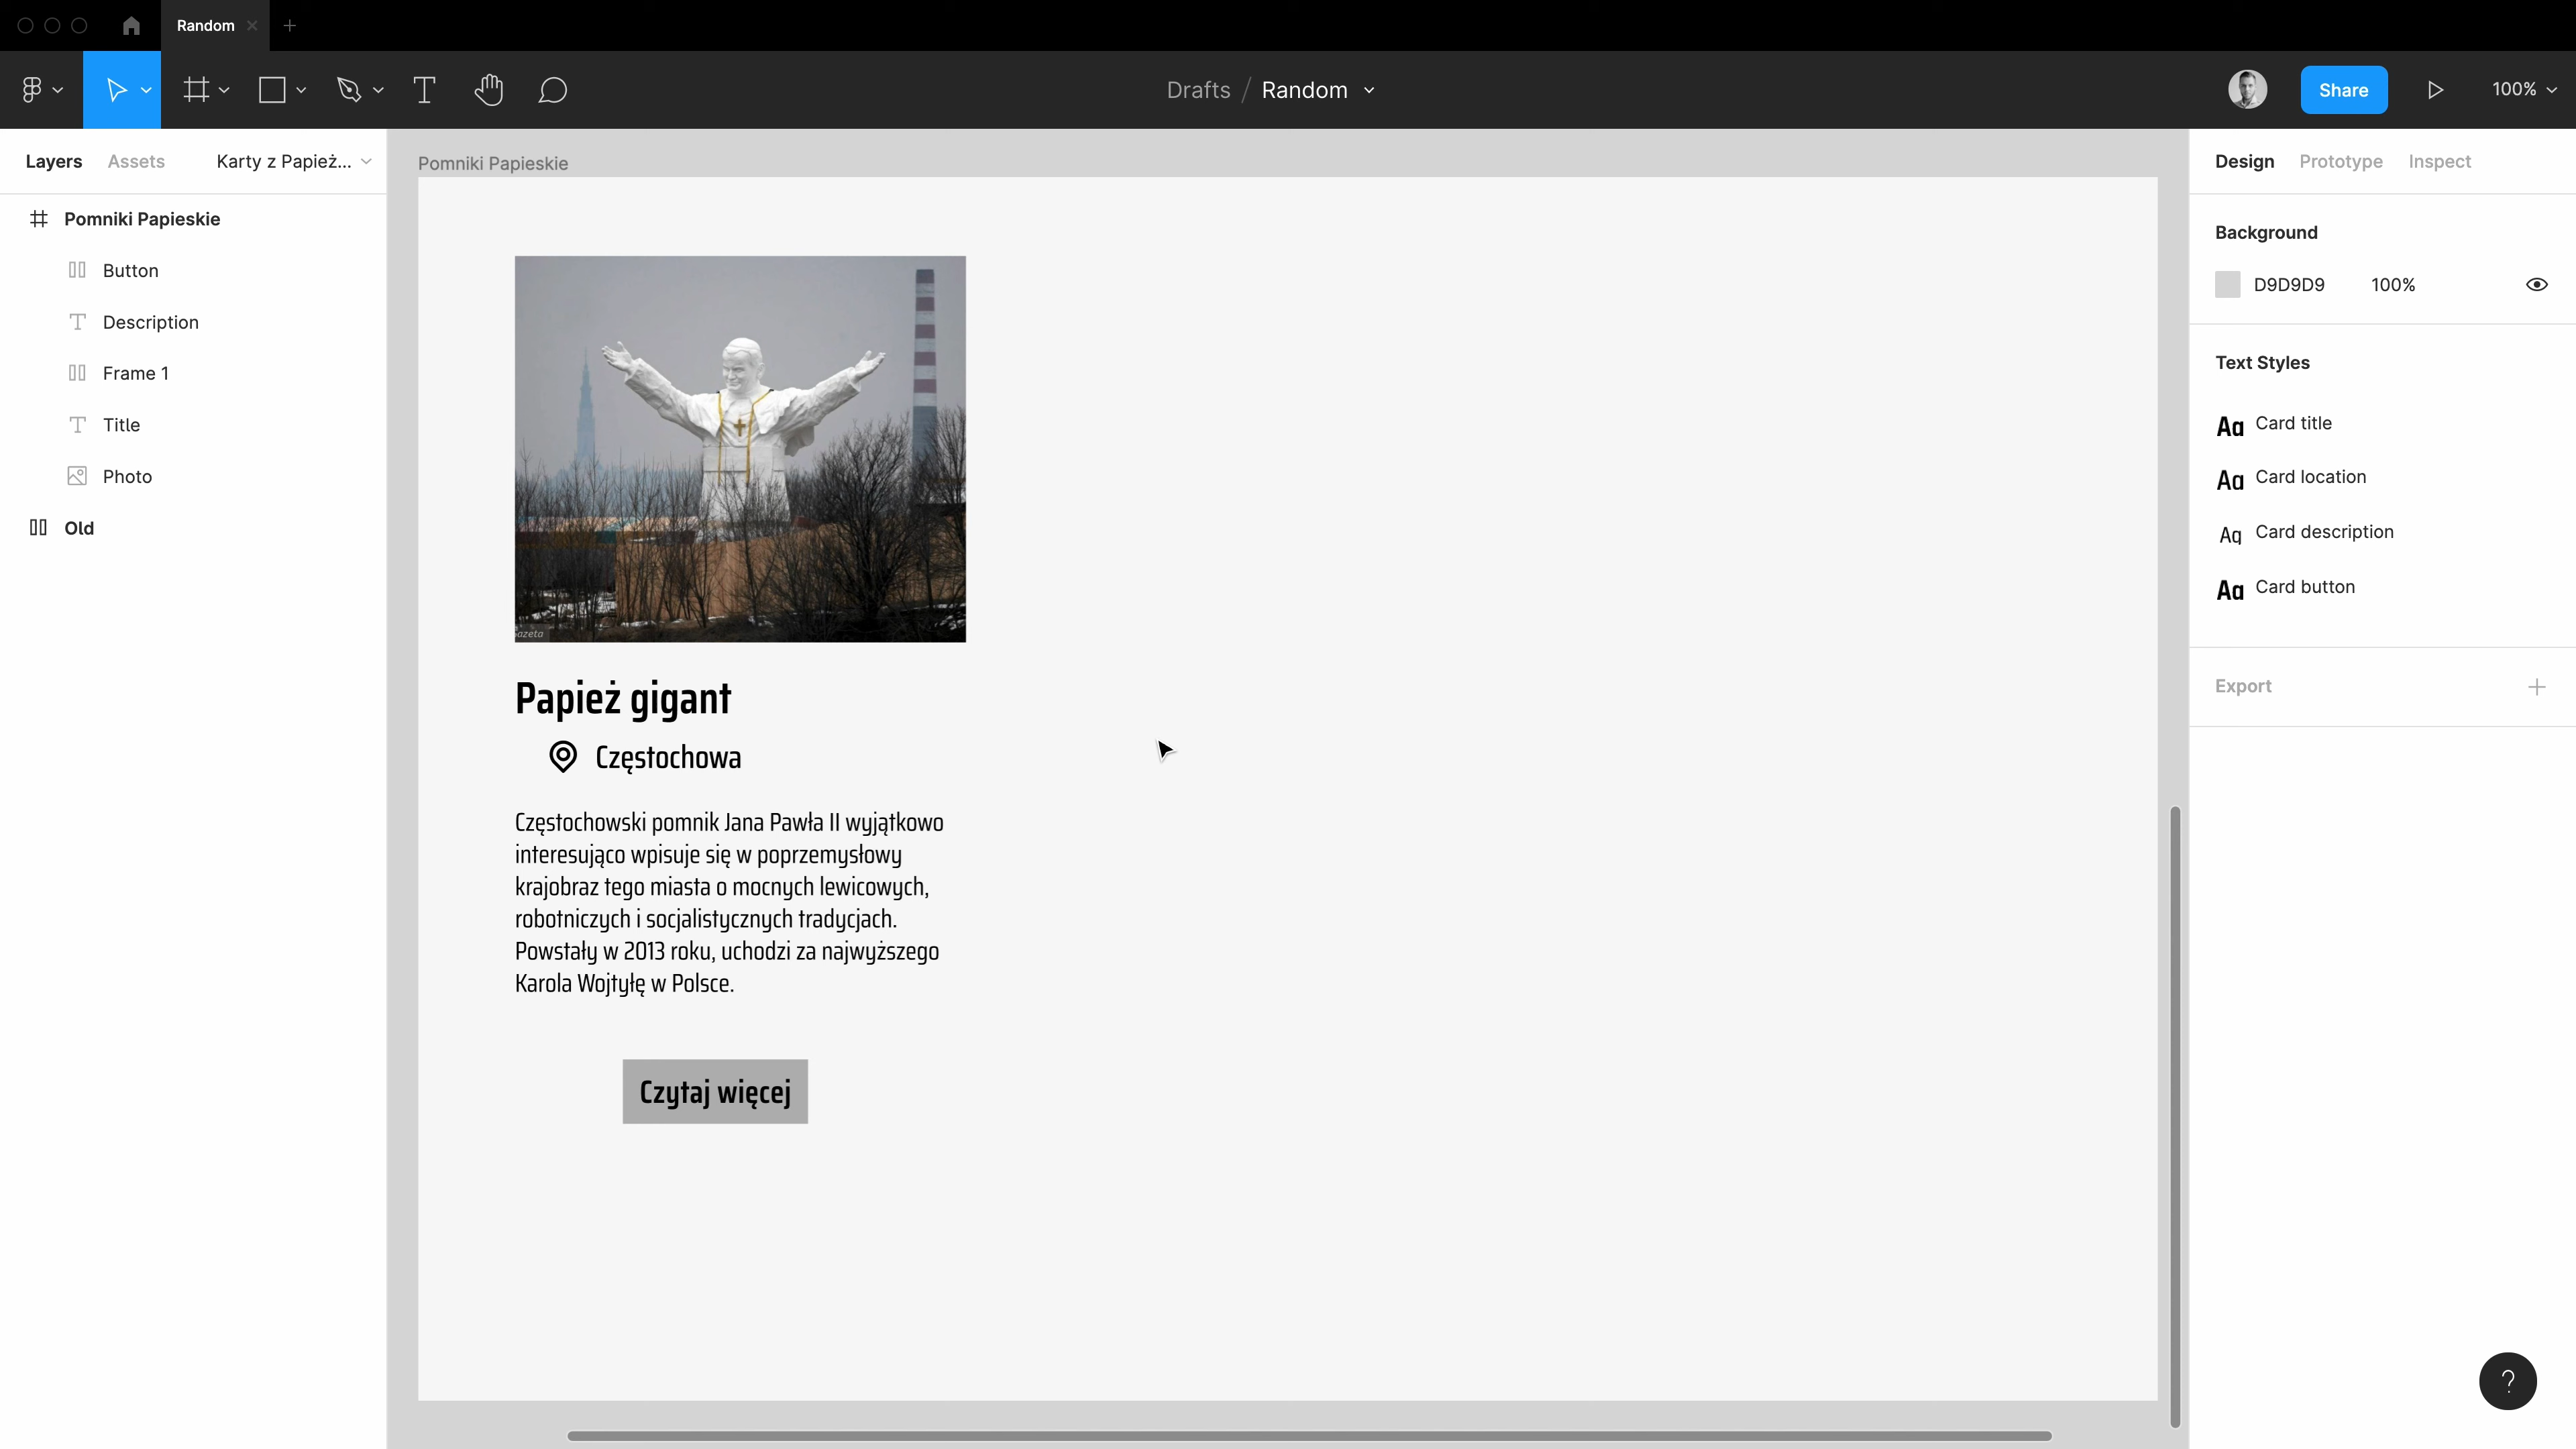 Random
Drafts / Random
Share
100%
Layers
Assets
Karty z Papież...
Pomniki Papieskie
Button
Description
Frame 1
Title
Photo
Old
Pomniki Papieskie
azeta
Papież gigant
Częstochowa
Częstochowski pomnik Jana Pawła II wyjątkowo
interesująco wpisuje się w poprzemysłowy
krajobraz tego miasta o mocnych lewicowych,
robotniczych i socjalistycznych tradycjach.
Powstały w 2013 roku, uchodzi za najwyższego
Karola Wojtyłę w Polsce.
Czytaj więcej
Design
Prototype
Inspect
Background
D9D9D9
100%
Text Styles
Aa Card title
Aa Card location
Aa Card description
Aa Card button
Export
?